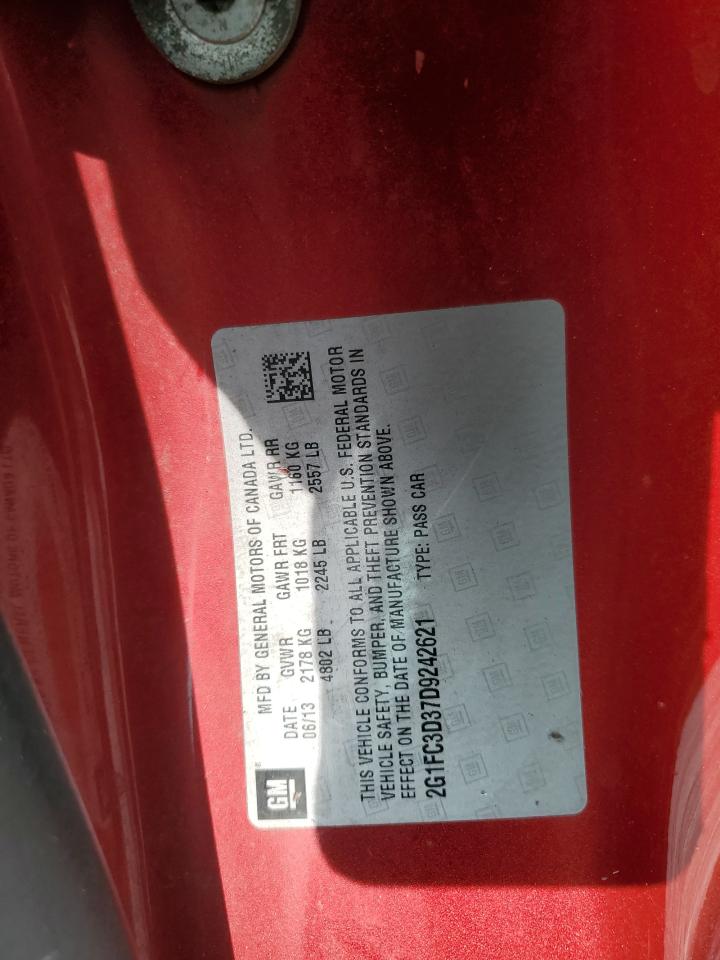 MFD BY GENERAL MOTORS OF CANADA LTD.
DATE GVWR GAWR FRT GAWR RR
06/13 2178 KG 1018 KG 1160 KG
4802 LB 2245 LB 2557 LB
THIS VEHICLE CONFORMS TO ALL APPLICABLE U.S. FEDERAL MOTOR
VEHICLE SAFETY, BUMPER, AND THEFT PREVENTION STANDARDS IN
EFFECT ON THE DATE OF MANUFACTURE SHOWN ABOVE.
2G1FC3D37D9242621 TYPE: PASS CAR
GM